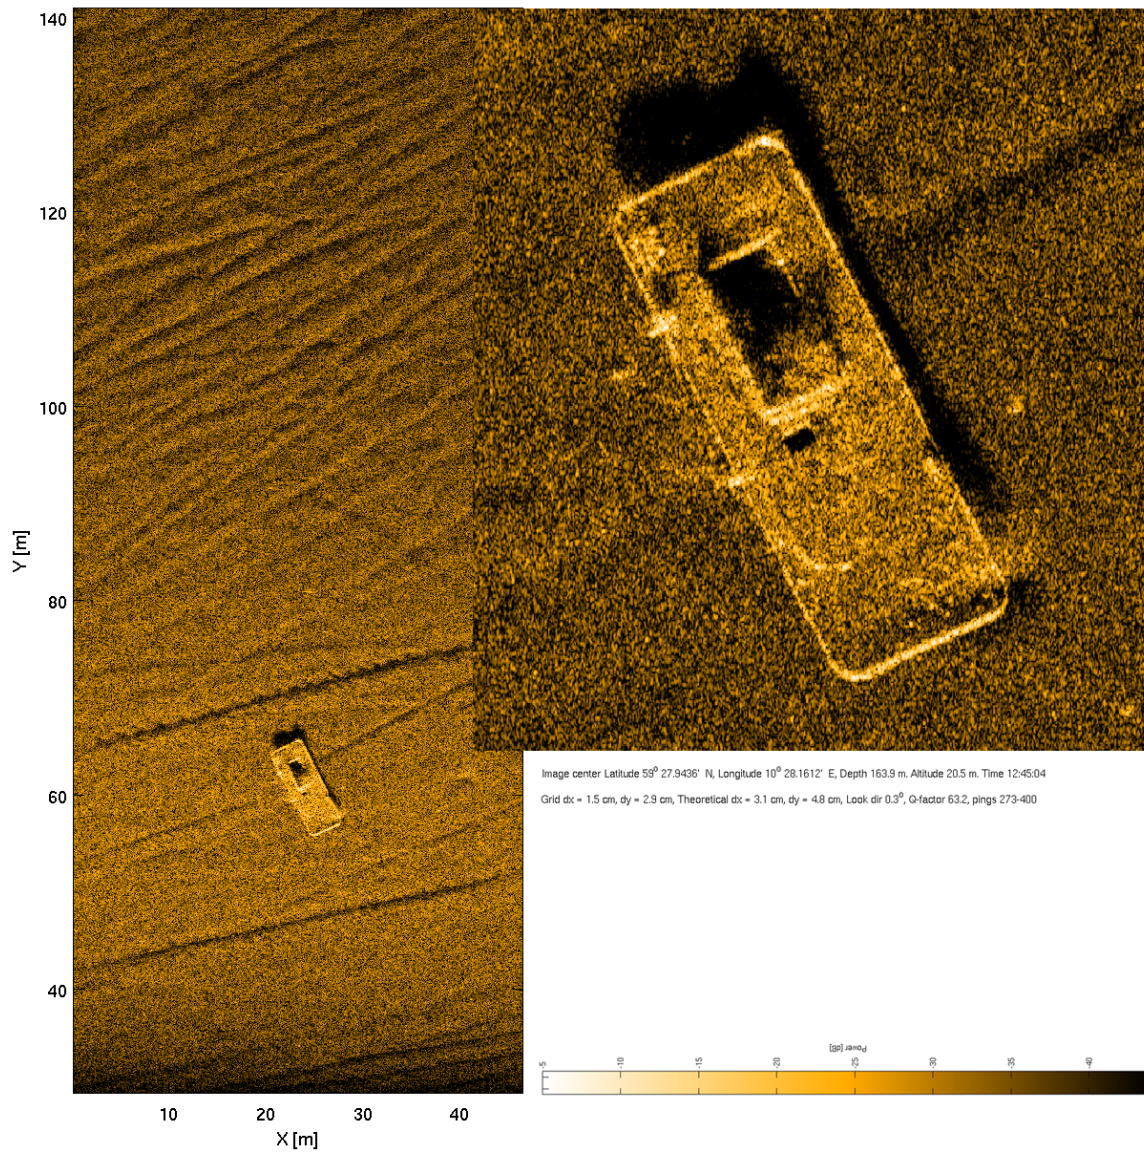 140
120
100
80
60
40
Y [m]
10 20 30 40
X [m]
Image center Latitude 59° 27.9436' N, Longitude 10° 28.1612' E, Depth 163.9 m. Altitude 20.5 m. Time 12:45:04
Grid dx = 1.5 cm, dy = 2.9 cm, Theoretical dx = 3.1 cm, dy = 4.8 cm, Look dir 0.3°, Q-factor 63.2, pings 273-400
Power [dB]
-5 -10 -15 -20 -25 -30 -35 -40